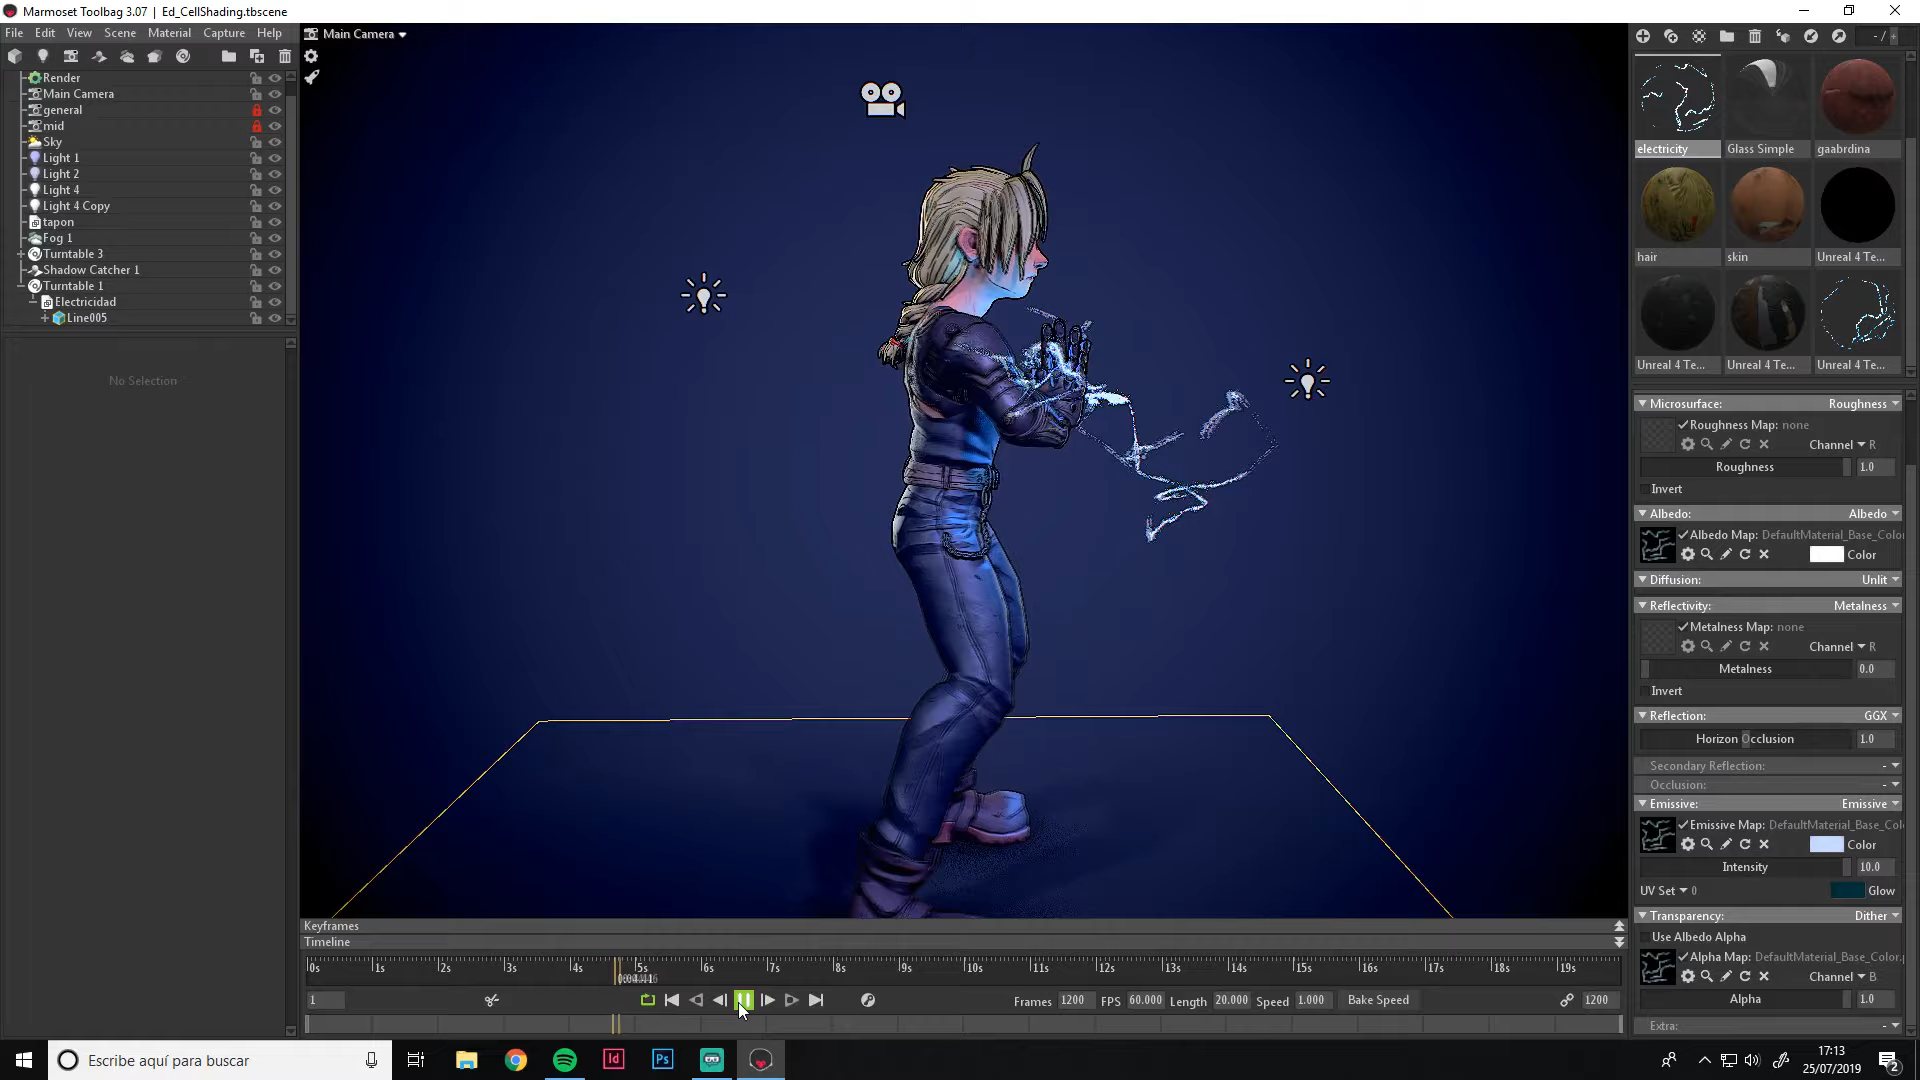 Marmoset Toolbag 3.07 | Ed_CellShading.tbscene
File Edit View Scene Material Capture Help
Render
Main Camera
general
mid
Sky
Light 1
Light 2
Light 4
Light 4 Copy
tapon
Fog 1
Turntable 3
Shadow Catcher 1
Turntable 1
Electricidad
Line005
No Selection
Main Camera
- /
electricity Glass Simple gaabrdina
hair skin Unreal 4 Te...
Unreal 4 Te... Unreal 4 Te... Unreal 4 Te...
Microsurface: Roughness
Roughness Map: none
Channel R
Roughness 1.0
Invert
Albedo: Albedo
Albedo Map: DefaultMaterial_Base_Color
Color
Diffusion: Unlit
Reflectivity: Metalness
Metalness Map: none
Channel R
Metalness 0.0
Invert
Reflection: GGX
Horizon Occlusion 1.0
Secondary Reflection: -
Occlusion: -
Emissive: Emissive
Emissive Map: DefaultMaterial_Base_Col
Color
Intensity 10.0
UV Set 0 Glow
Transparency: Dither
Use Albedo Alpha
Alpha Map: DefaultMaterial_Base_Color.p
Channel B
Alpha 1.0
Extra: -
Keyframes
Timeline
0s 1s 2s 3s 4s 5s 6s 7s 8s 9s 10s 11s 12s 13s 14s 15s 16s 17s 18s 19s
1
Frames 1200 FPS 60.000 Length 20.000 Speed 1.000 Bake Speed 1200
Escribe aquí para buscar
Id
Ps
17:13
25/07/2019
2